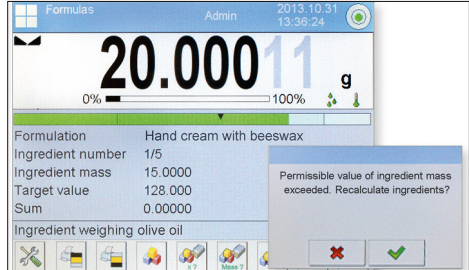 Formulas Admin 2013.10.31
13:36:24
20.00011 g
0% 100%
Formulation Hand cream with beeswax
Ingredient number 1/5
Ingredient mass 15.0000
Target value 128.000
Sum 0.00000
Ingredient weighing olive oil
x ? Mass ?
Permissible value of ingredient mass
exceeded. Recalculate ingredients?